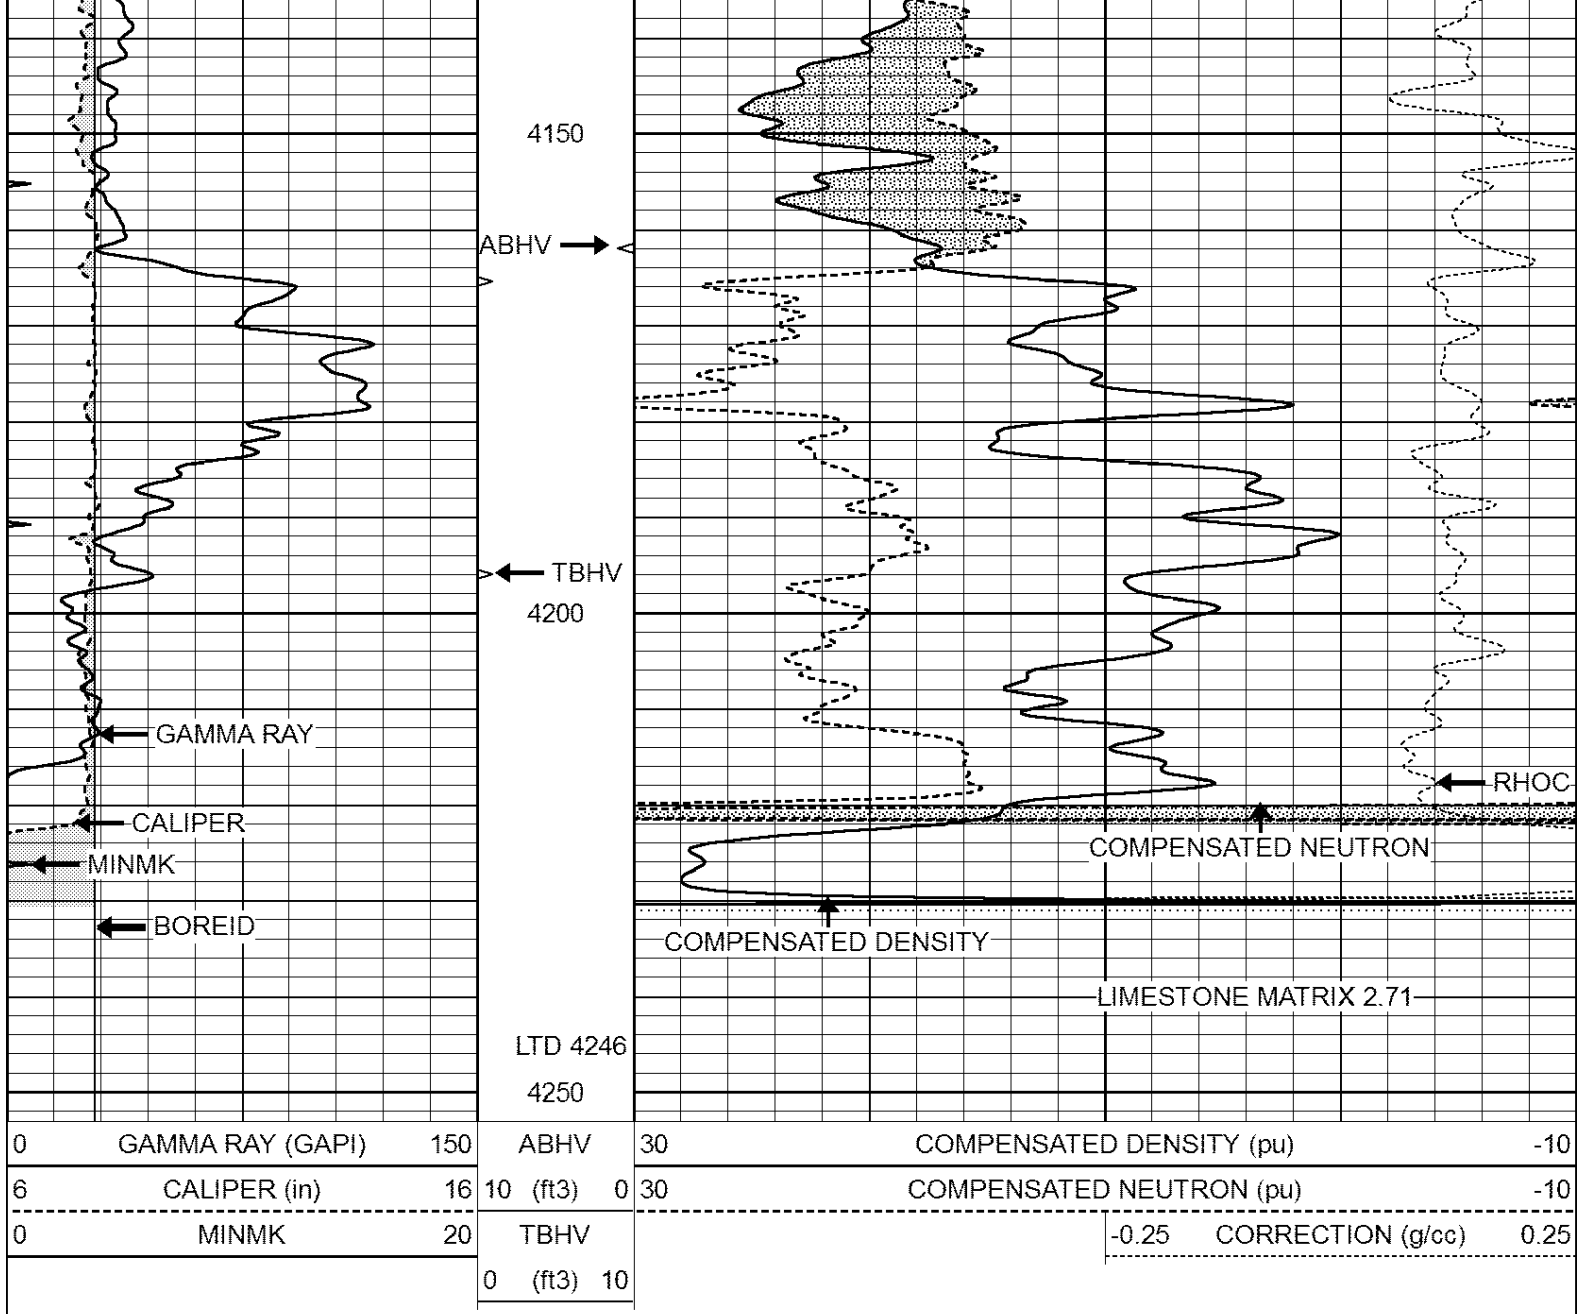 4150
ABHV
TBHV
4200
GAMMA RAY
RHOC
CALIPER
COMPENSATED NEUTRON
MINMK
BOREID
COMPENSATED DENSITY
LIMESTONE MATRIX 2.71
LTD 4246
4250
0 GAMMA RAY (GAPI) 150 ABHV 30 COMPENSATED DENSITY (pu) -10
6 CALIPER (in) 16 10 (ft3) 0 30 COMPENSATED NEUTRON (pu) -10
0 MINMK 20 TBHV -0.25 CORRECTION (g/cc) 0.25
0 (ft3) 10